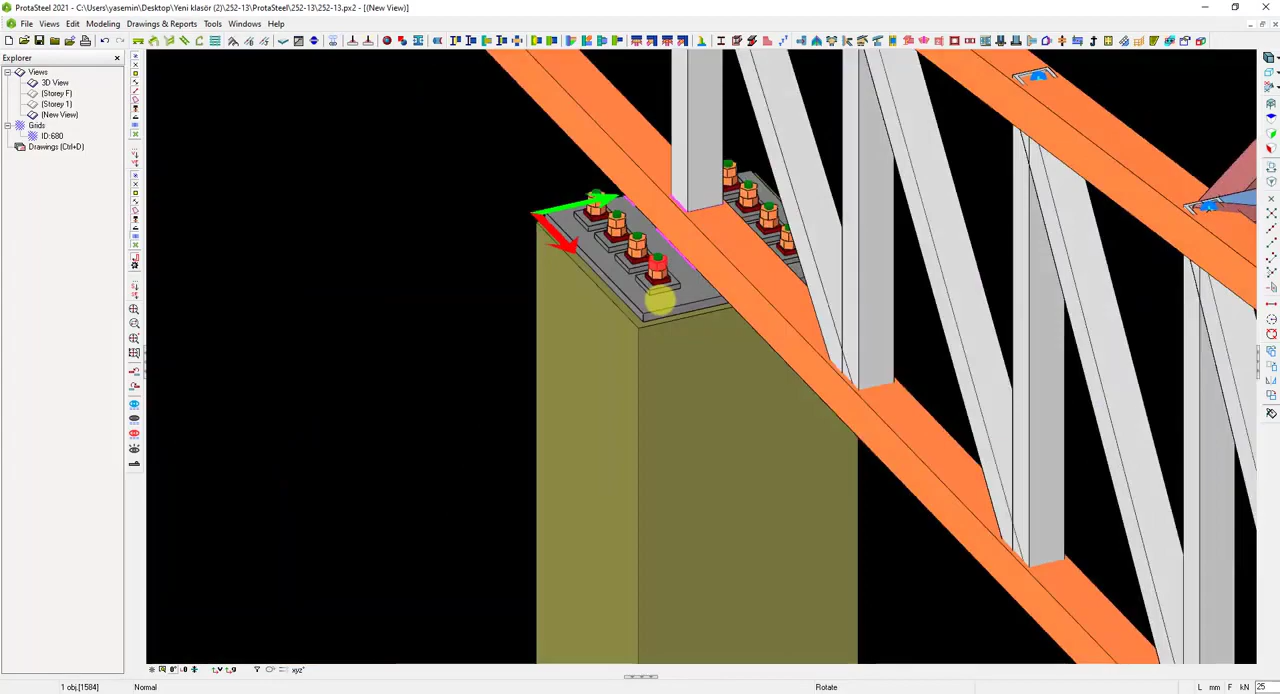 ProtaSteel 2021 - C:\Users\yasemin\Desktop\Yeni klasör (2)\252-13\ProtaSteel\252-13\252-13.px2 - [(New View)]
File Views Edit Modeling Drawings & Reports Tools Windows Help
Explorer
Views
3D View
(Storey F)
(Storey 1)
(New View)
Grids
ID:680
Drawings (Ctrl+D)
1 obj.[1584] Normal Rotate L mm F kN 25